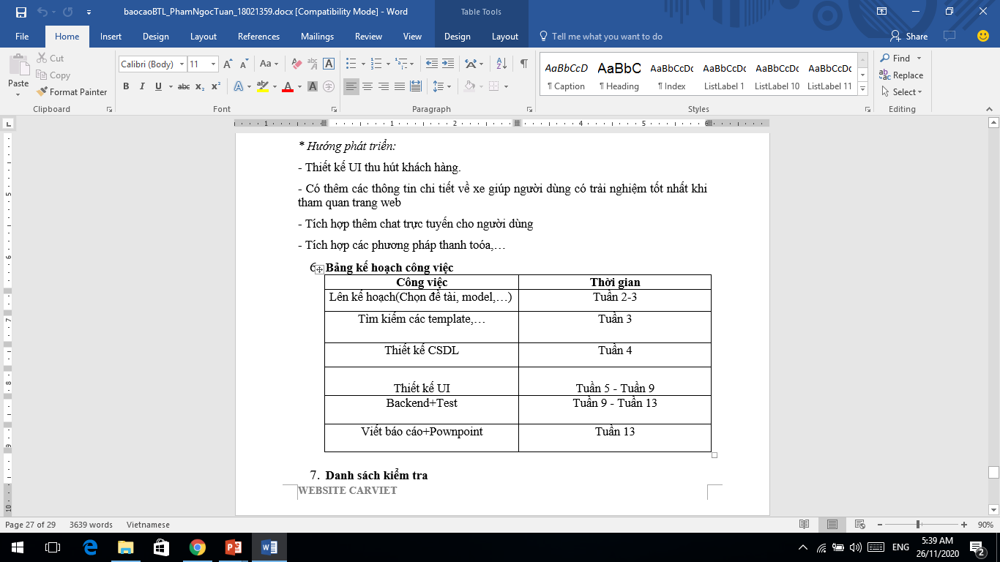 baocaoBTL_PhamNgocTuan_18021359.docx [Compatibility Mode] - Word
Table Tools
File Home Insert Design Layout References Mailings Review View Design Layout Tell me what you want to do Share
Paste
Cut
Copy
Format Painter
Clipboard
Calibri (Body) 11
Font
Paragraph
AaBbCcD AaBbC AaBbCcDc AaBbCcDc AaBbCcDc AaBbCcDc
¶ Caption ¶ Heading ¶ Index ListLabel 1 ListLabel 10 ListLabel 11
Styles
Find
Replace
Select
Editing
* Hướng phát triển:
- Thiết kế UI thu hút khách hàng.
- Có thêm các thông tin chi tiết về xe giúp người dùng có trải nghiệm tốt nhất khi
tham quan trang web
- Tích hợp thêm chat trực tuyến cho người dùng
- Tích hợp các phương pháp thanh toóa,…
6. Bảng kế hoạch công việc
Công việc Thời gian
Lên kế hoạch(Chọn đề tài, model,…) Tuần 2-3
Tìm kiếm các template,… Tuần 3
Thiết kế CSDL Tuần 4
Thiết kế UI Tuần 5 - Tuần 9
Backend+Test Tuần 9 - Tuần 13
Viết báo cáo+Pownpoint Tuần 13
7. Danh sách kiểm tra
WEBSITE CARVIET
Page 27 of 29 3639 words Vietnamese 90%
ENG
5:39 AM
26/11/2020
2